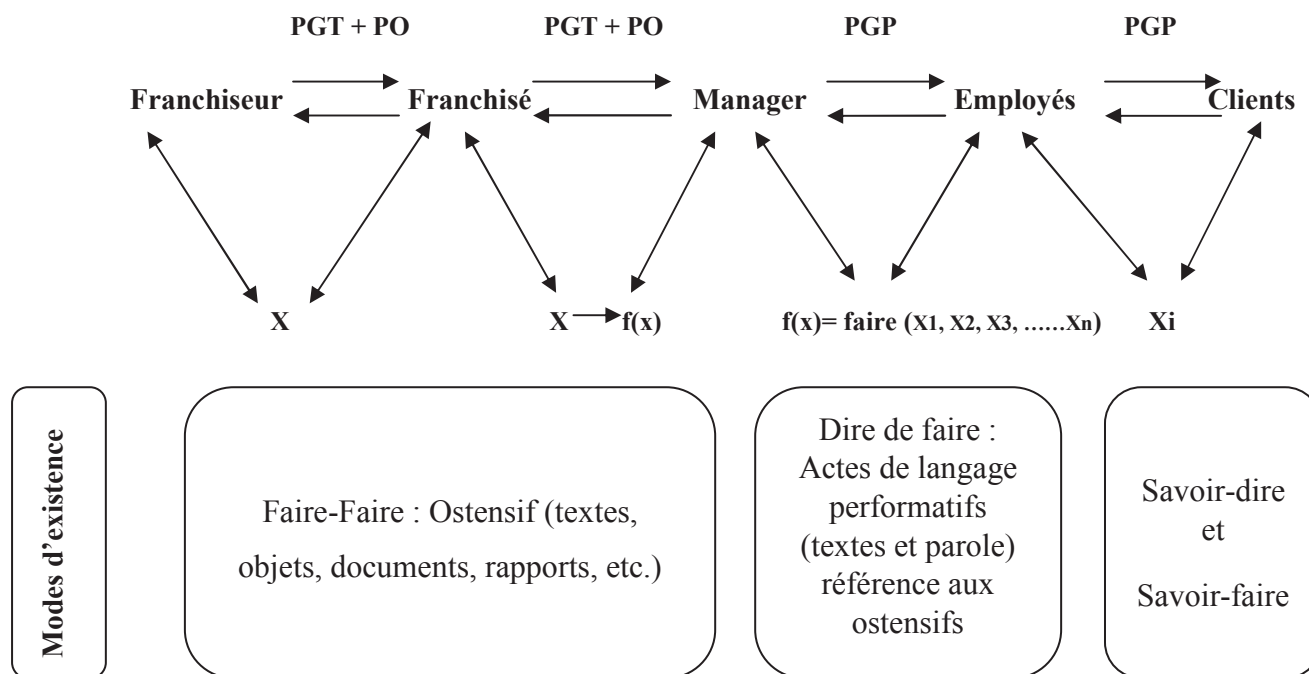 PGT + PO PGT + PO PGP PGP
Franchiseur Franchisé Manager Employés Clients
X X f(x) f(x)= faire (X1, X2, X3, ......Xn) Xi
Modes d'existence
Faire-Faire : Ostensif (textes,
objets, documents, rapports, etc.)
Dire de faire :
Actes de langage
performatifs
(textes et parole)
référence aux
ostensifs
Savoir-dire
et
Savoir-faire